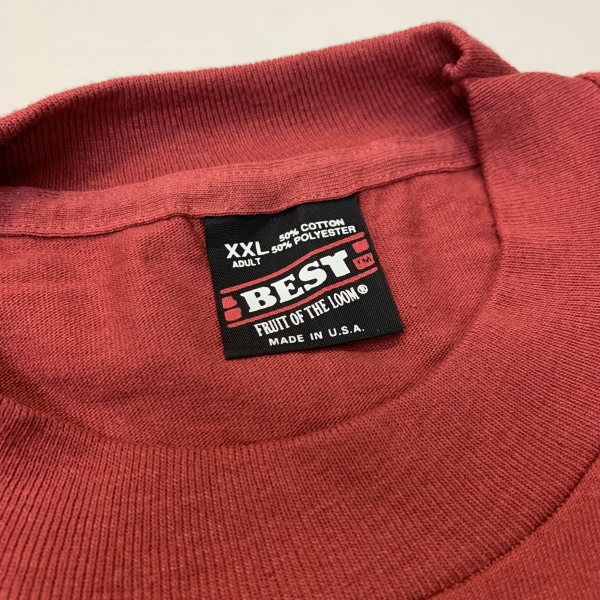 XXL 50% COTTON
ADULT 50% POLYESTER
BEST TM
FRUIT OF THE LOOM®
MADE IN U.S.A.